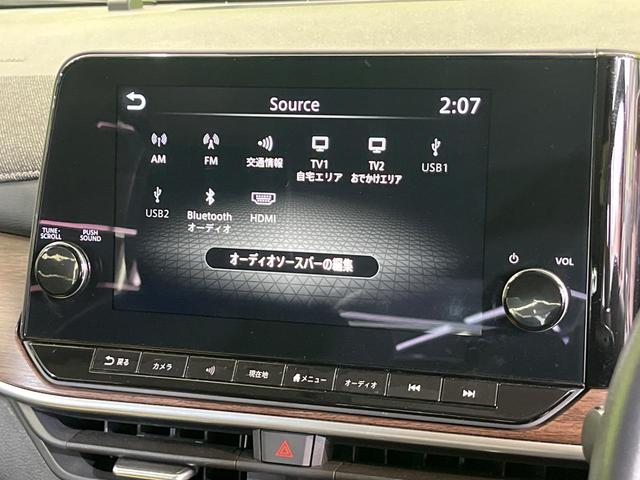 Source
2:07
AM
FM
交通情報
TV1
自宅エリア
TV2
おでかけエリア
USB1
USB2
Bluetooth
オーディオ
HDMI
オーディオソースバーの編集
TUNE·
SCROLL
PUSH
SOUND
VOL
戻る
カメラ
現在地
メニュー
オーディオ